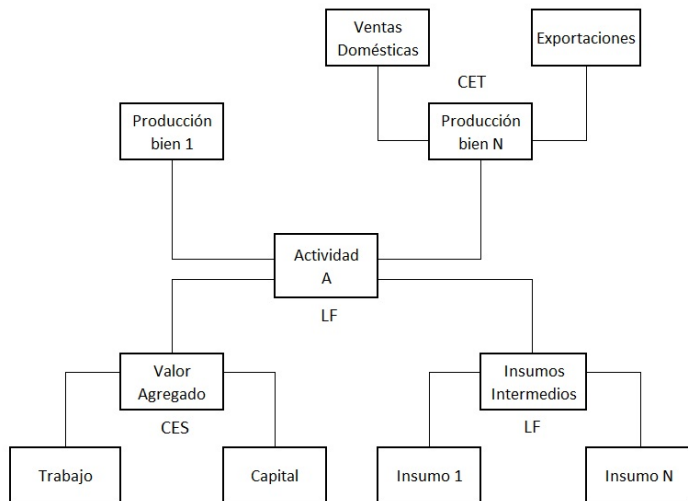 Ventas
Domésticas
Exportaciones
CET
Producción
bien 1
Producción
bien N
Actividad
A
LF
Valor
Agregado
Insumos
Intermedios
CES
LF
Trabajo
Capital
Insumo 1
Insumo N